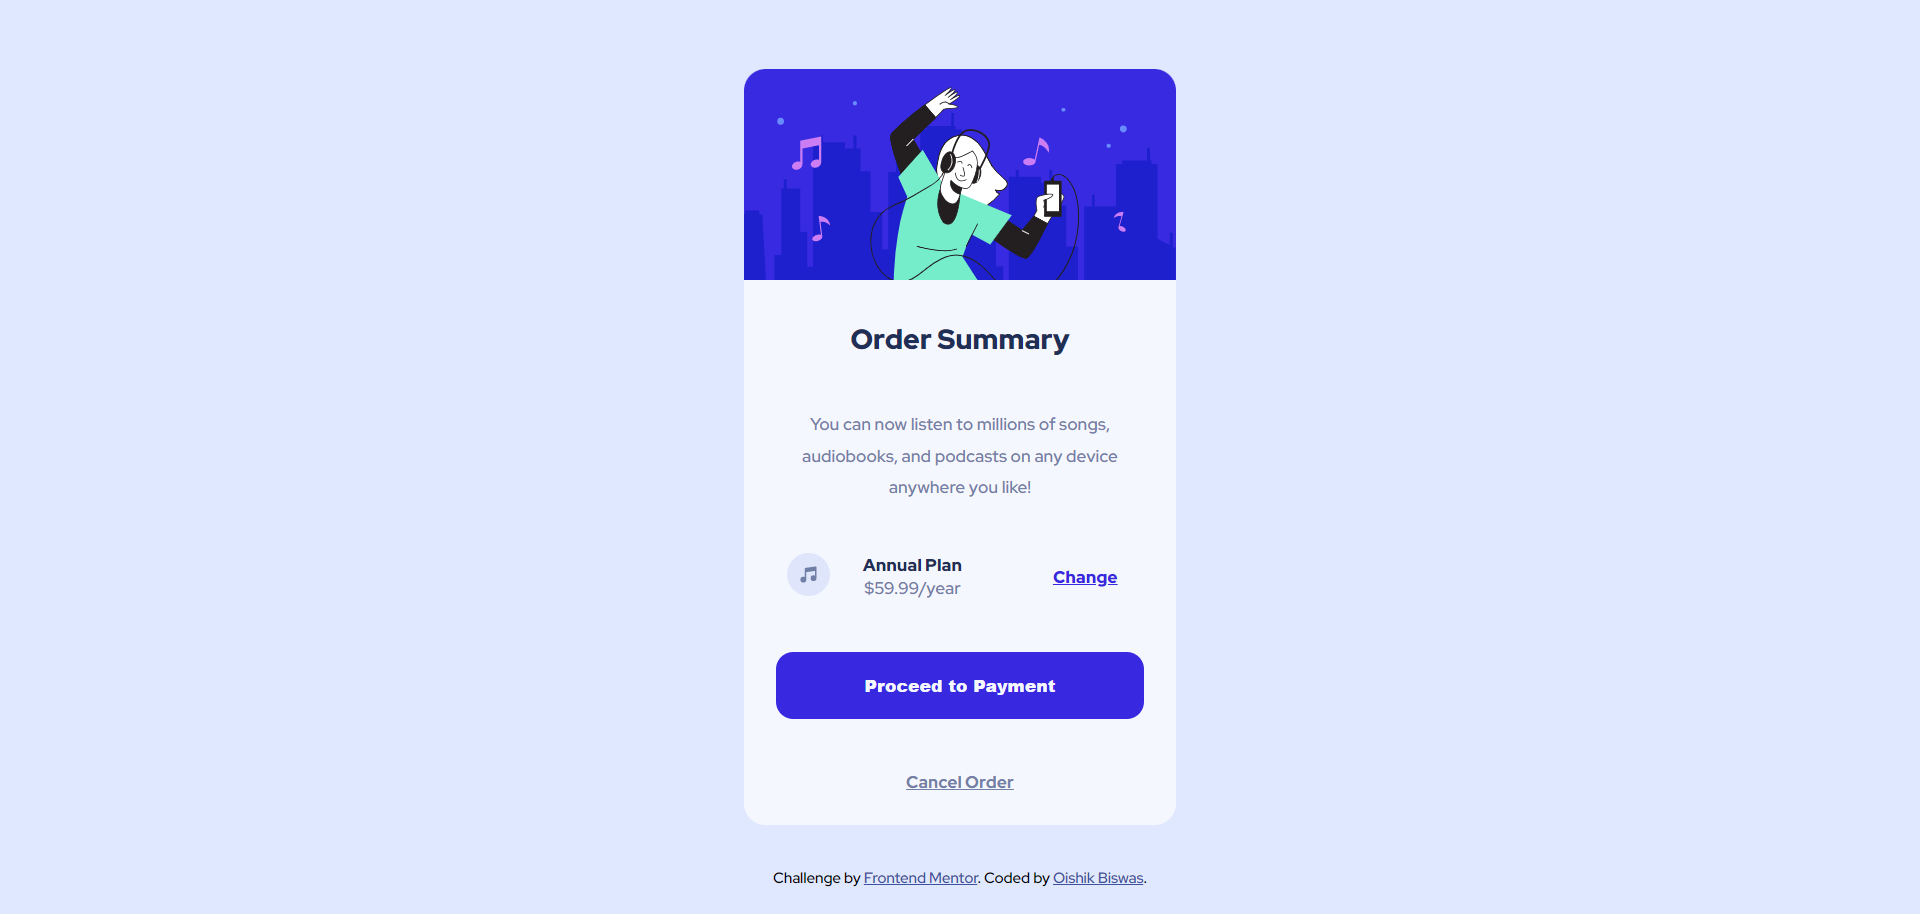 Order Summary
You can now listen to millions of songs,
audiobooks, and podcasts on any device
anywhere you like!
Annual Plan
$59.99/year
Change
Proceed to Payment
Cancel Order
Challenge by Frontend Mentor. Coded by Oishik Biswas.